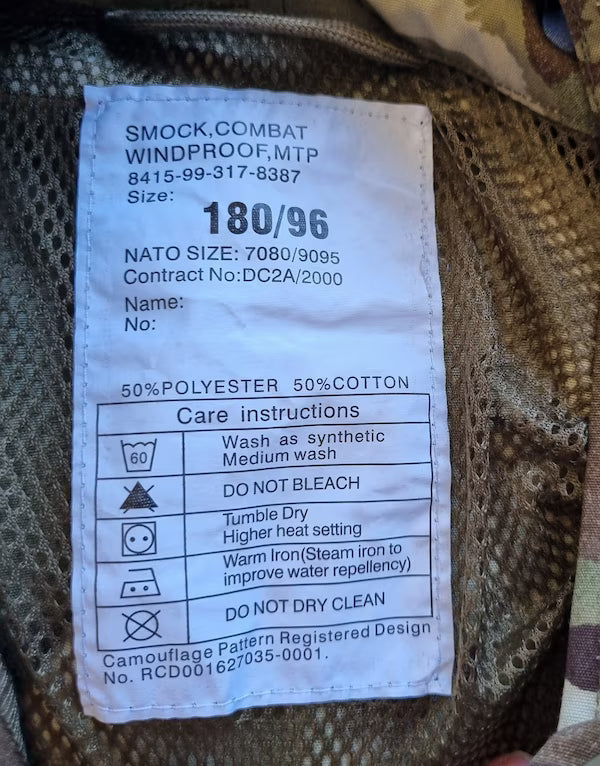 SMOCK,COMBAT
WINDPROOF,MTP
8415-99-317-8387
Size:
180/96
NATO SIZE: 7080/9095
Contract No:DC2A/2000
Name:
No:
50%POLYESTER 50%COTTON
Care instructions
60
Wash as synthetic
Medium wash
DO NOT BLEACH
Tumble Dry
Higher heat setting
Warm Iron(Steam iron to
improve water repellency)
DO NOT DRY CLEAN
Camouflage Pattern Registered Design
No. RCD001627035-0001.